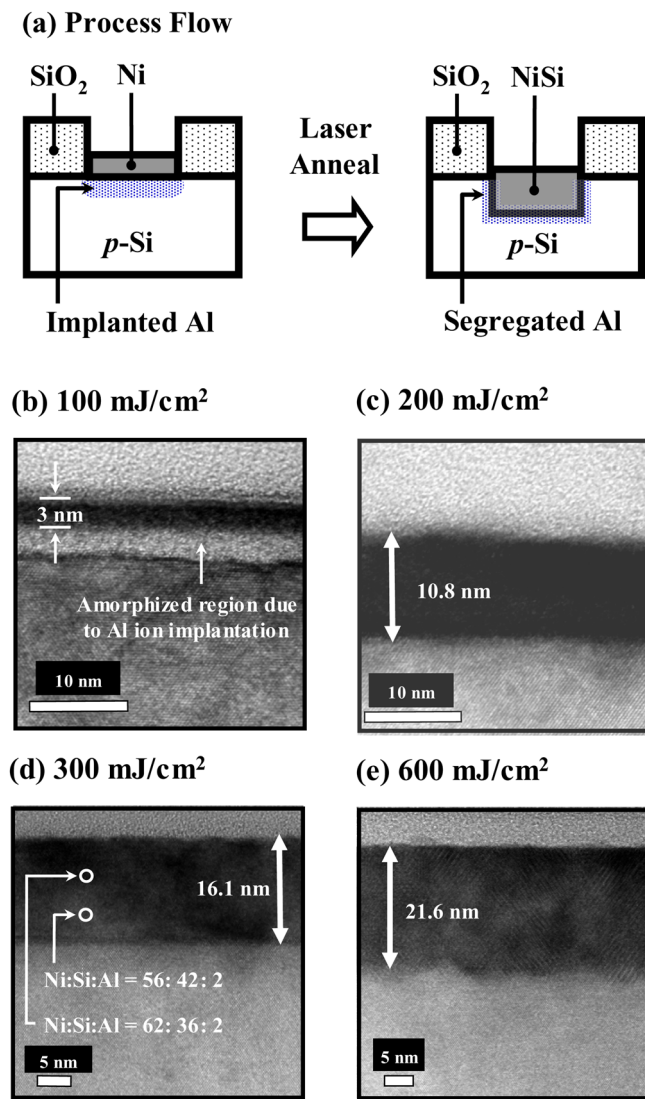 (a) Process Flow
SiO2
Ni
SiO2
NiSi
Laser
Anneal
p-Si
p-Si
Implanted Al
Segregated Al
(b) 100 mJ/cm2
(c) 200 mJ/cm2
3 nm
Amorphized region due
to Al ion implantation
10 nm
10.8 nm
10 nm
(d) 300 mJ/cm2
(e) 600 mJ/cm2
16.1 nm
Ni:Si:Al = 56: 42: 2
Ni:Si:Al = 62: 36: 2
5 nm
21.6 nm
5 nm